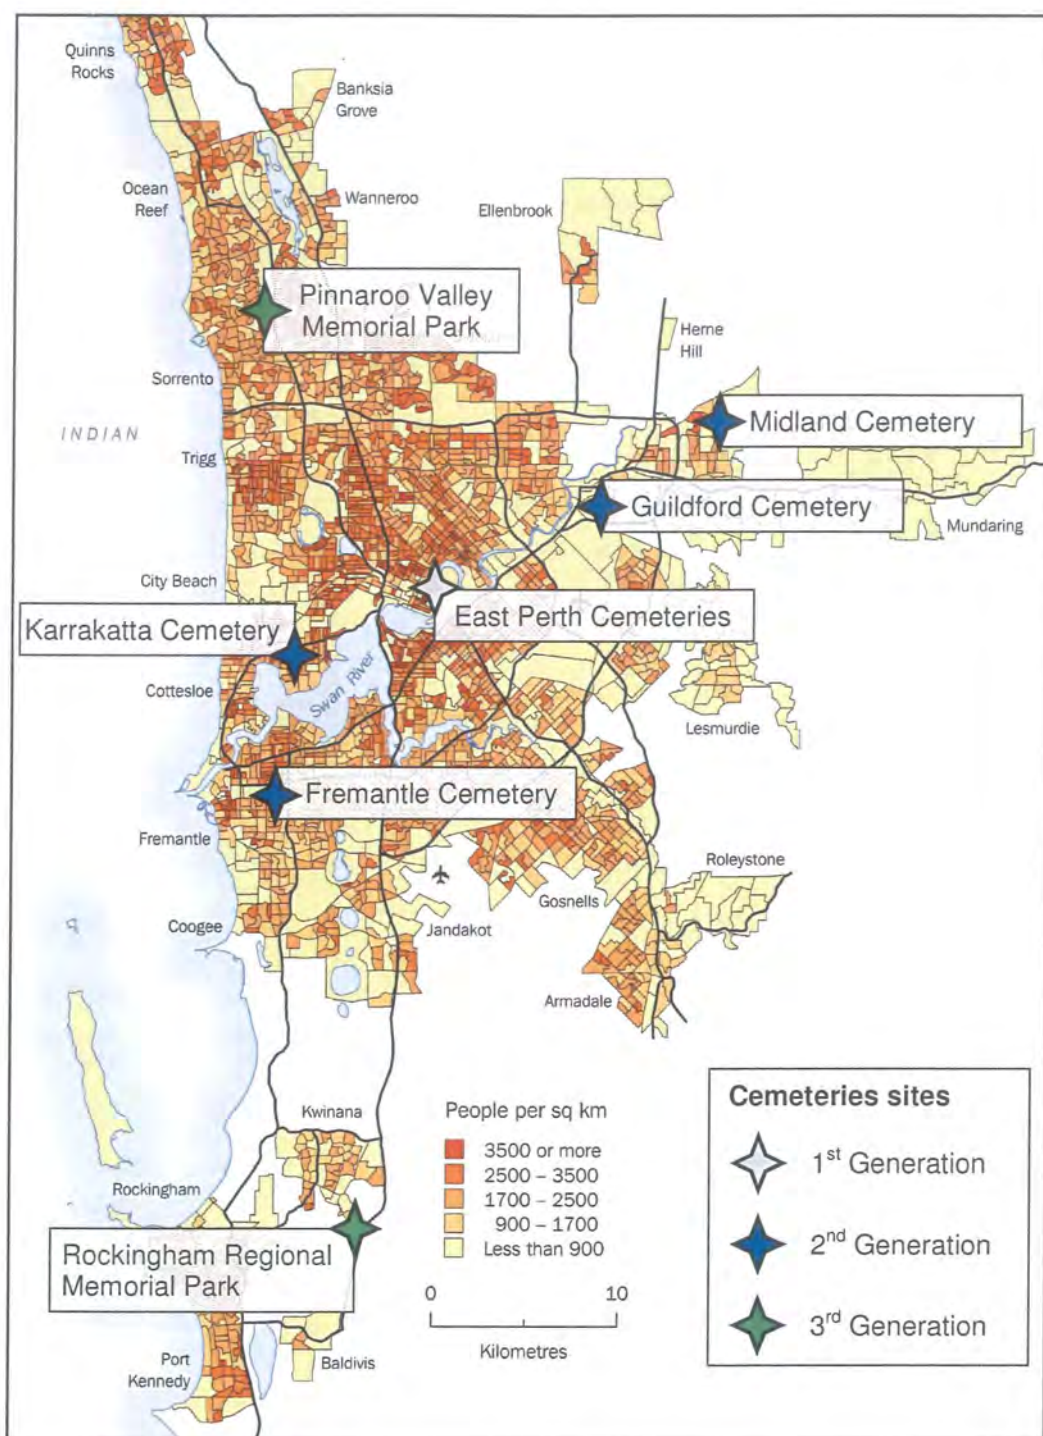 Quinns
Rocks
Banksia
Grove
Ocean
Reef
Wanneroo
Ellenbrook
Pinnaroo Valley
Memorial Park
Herne
Hill
Sorrento
INDIAN
Midland Cemetery
Trigg
Guildford Cemetery
Mundaring
City Beach
East Perth Cemeteries
Karrakatta Cemetery
Swan River
Cottesloe
Lesmurdie
Fremantle Cemetery
Fremantle
Roleystone
Gosnells
Coogee
Jandakot
Armadale
Kwinana
Rockingham
Rockingham Regional
Memorial Park
Port
Kennedy
Baldivis
People per sq km
3500 or more
2500 – 3500
1700 – 2500
900 – 1700
Less than 900
0 10
Kilometres
Cemeteries sites
1st Generation
2nd Generation
3rd Generation